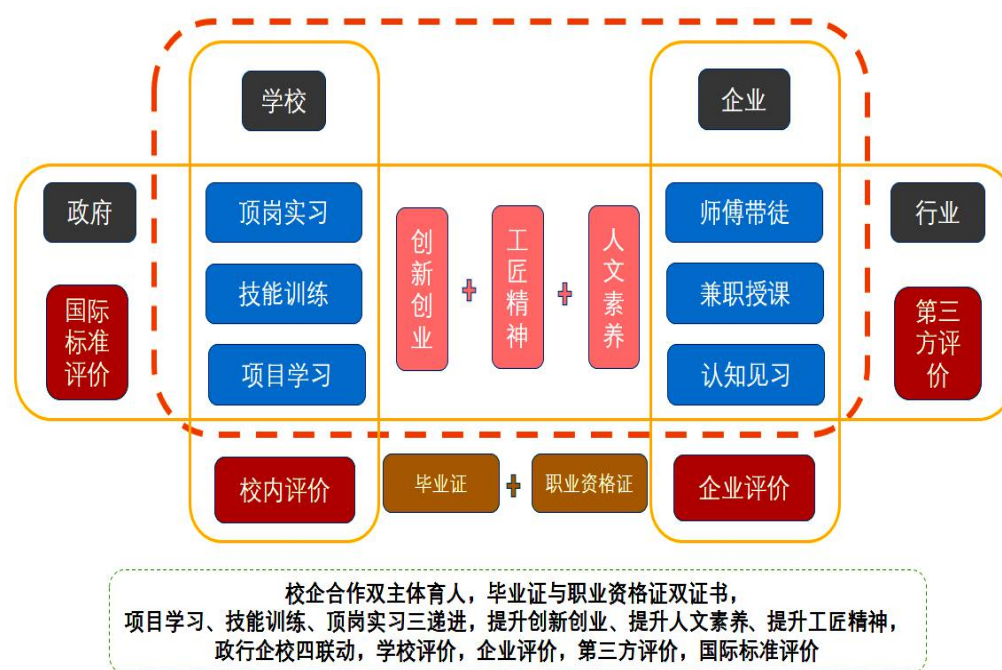 学校
企业
政府
顶岗实习
创新创业
工匠精神
人文素养
师傅带徒
行业
技能训练
+
+
兼职授课
国际
标准
评价
第三
方评
价
项目学习
认知见习
校内评价
毕业证
+
职业资格证
企业评价
校企合作双主体育人，毕业证与职业资格证双证书，
项目学习、技能训练、顶岗实习三递进，提升创新创业、提升人文素养、提升工匠精神，
政行企校四联动，学校评价，企业评价，第三方评价，国际标准评价